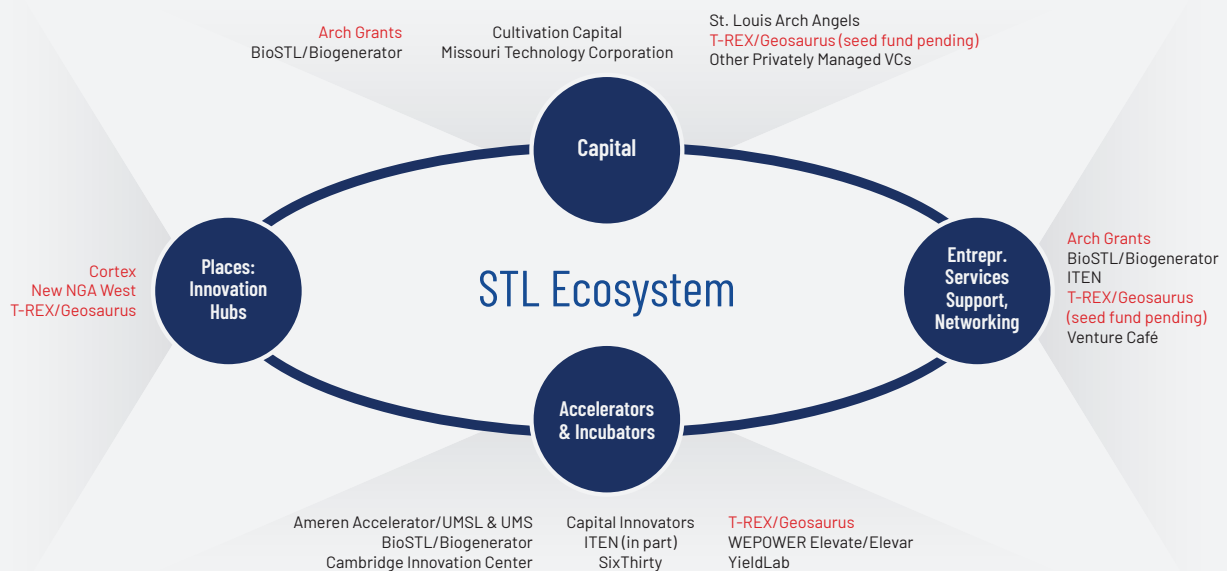 Arch Grants
BioSTL/Biogenerator
Cultivation Capital
Missouri Technology Corporation
St. Louis Arch Angels
T-REX/Geosaurus (seed fund pending)
Other Privately Managed VCs
Capital
Cortex
New NGA West
T-REX/Geosaurus
Places:
Innovation
Hubs
STL Ecosystem
Entrepr.
Services
Support,
Networking
Arch Grants
BioSTL/Biogenerator
ITEN
T-REX/Geosaurus
(seed fund pending)
Venture Café
Accelerators
& Incubators
Ameren Accelerator/UMSL & UMS
BioSTL/Biogenerator
Cambridge Innovation Center
Capital Innovators
ITEN (in part)
SixThirty
T-REX/Geosaurus
WEPOWER Elevate/Elevar
YieldLab